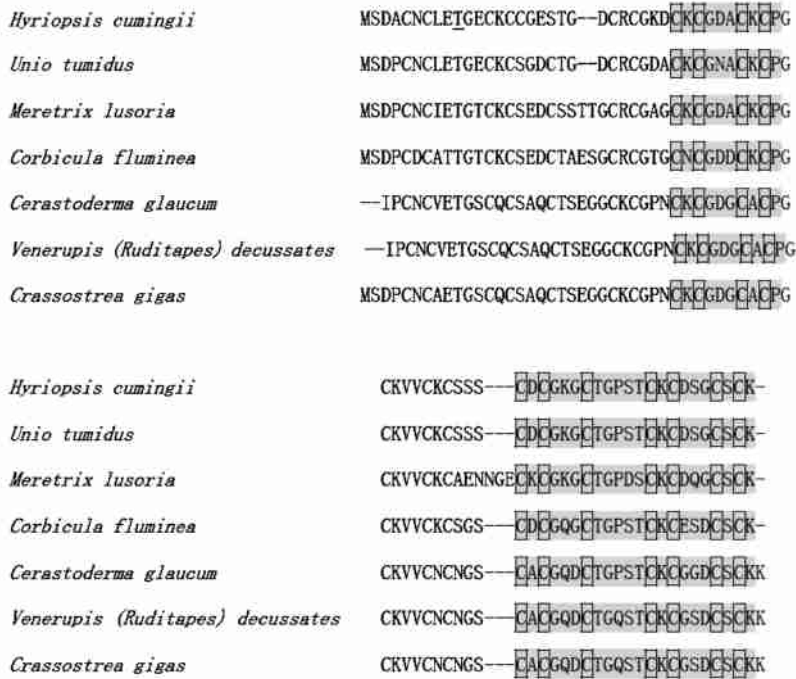 Hyriopsis cumingii MSDACNCLETGECKCCGESTG--DCRCGKDCKCGDACKCPG
Unio tumidus MSDPCNCLETGECKCSGDCTG--DCRCGDACKCGNACKCPG
Meretrix lusoria MSDPCNCIETGTCKCSEDCSSTTGCRCGAGCKCGDACKCPG
Corbicula fluminea MSDPCDCATTGTCKCSEDCTAESGCRCGTGCNCGDDCKCPG
Cerastoderma glaucum --IPCNCVETGSCQCSAQCTSEGGCKCGPNCKCGDGCACPG
Venerupis (Ruditapes) decussates --IPCNCVETGSCQCSAQCTSEGGCKCGPNCKCGDGCACPG
Crassostrea gigas MSDPCNCAETGSCQCSAQCTSEGGCKCGPNCKCGDGCACPG
Hyriopsis cumingii CKVVCKCSSS---CDCGKGCTGPSTCKCDSGCSCK-
Unio tumidus CKVVCKCSSS---CDCGKGCTGPSTCKCDSGCSCK-
Meretrix lusoria CKVVCKCAENNGECKCGKGCTGPDSCKCDQGCSCK-
Corbicula fluminea CKVVCKCSGS---CDCGQGCTGPSTCKCESDCSCK-
Cerastoderma glaucum CKVVCNCNGS---CACGQDCTGPSTCKCGGDCSCKK
Venerupis (Ruditapes) decussates CKVVCNCNGS---CACGQDCTGQSTCKCGSDCSCKK
Crassostrea gigas CKVVCNCNGS---CACGQDCTGQSTCKCGSDCSCKK